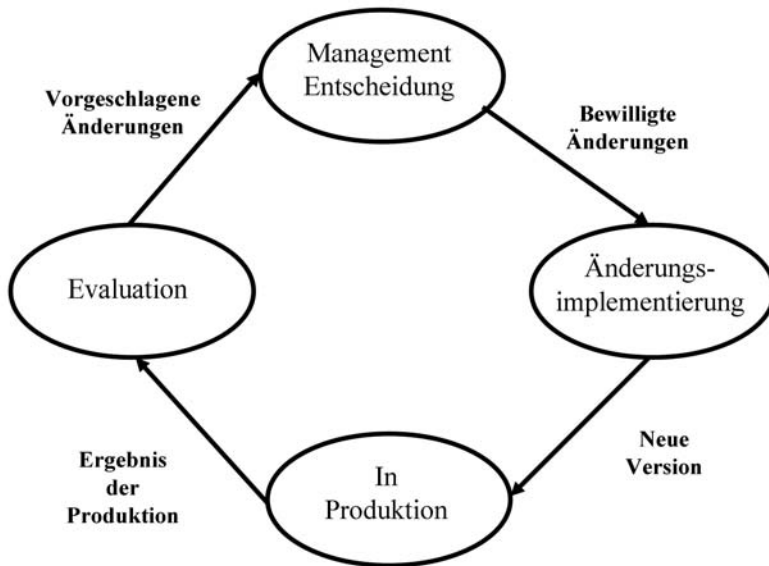 Management
Entscheidung
Vorgeschlagene
Änderungen
Bewilligte
Änderungen
Evaluation
Änderungs-
implementierung
Ergebnis
der
Produktion
In
Produktion
Neue
Version